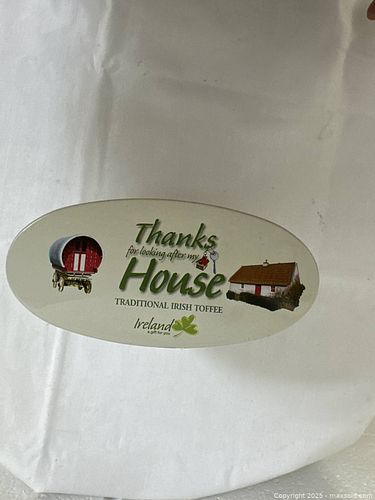 Thanks
for looking after my
House
TRADITIONAL IRISH TOFFEE
Ireland
a gift for you
Copyright 2025 - maxsold.com